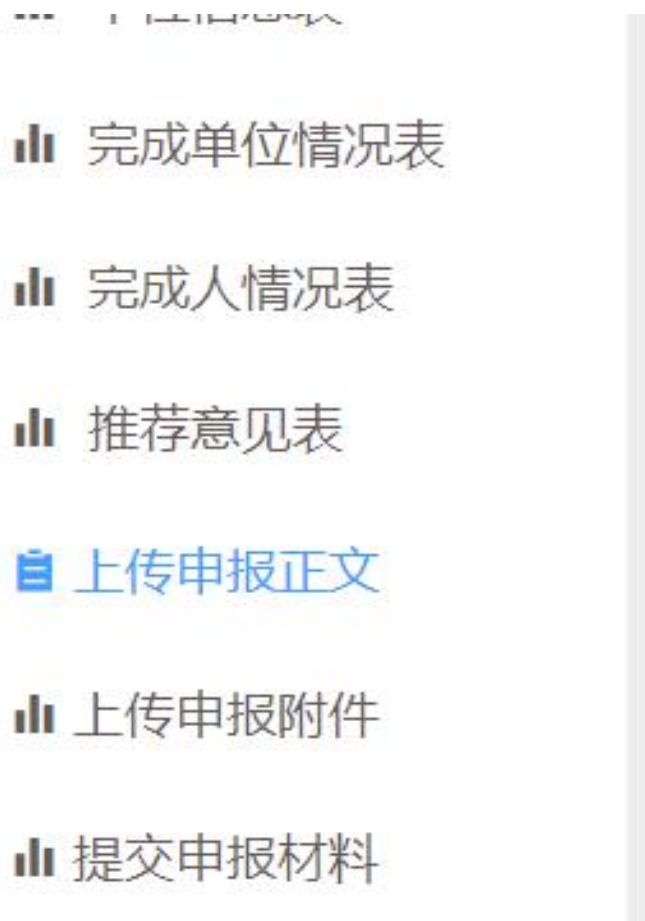 完成单位情况表
完成人情况表
推荐意见表
上传申报正文
上传申报附件
提交申报材料